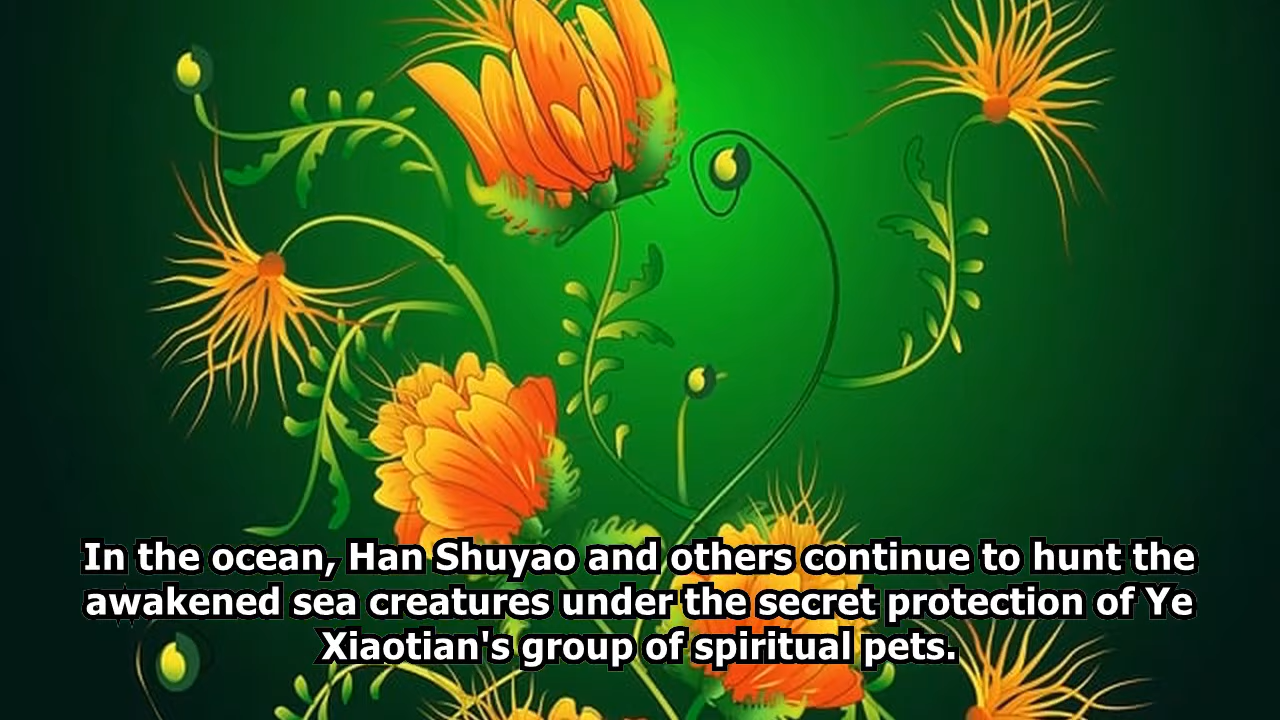 In the ocean, Han Shuyao and others continue to hunt the
awakened sea creatures under the secret protection of Ye
Xiaotian's group of spiritual pets.